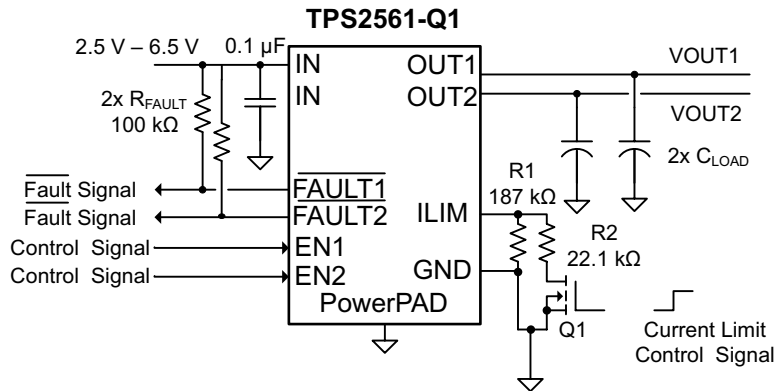 TPS2561-Q1
2.5 V – 6.5 V
0.1 µF
IN
IN
OUT1
OUT2
VOUT1
VOUT2
2x RFAULT
100 kΩ
2x CLOAD
Fault Signal
FAULT1
Fault Signal
FAULT2
Control Signal
EN1
Control Signal
EN2
ILIM
GND
PowerPAD
R1
187 kΩ
R2
22.1 kΩ
Q1
Current Limit
Control Signal